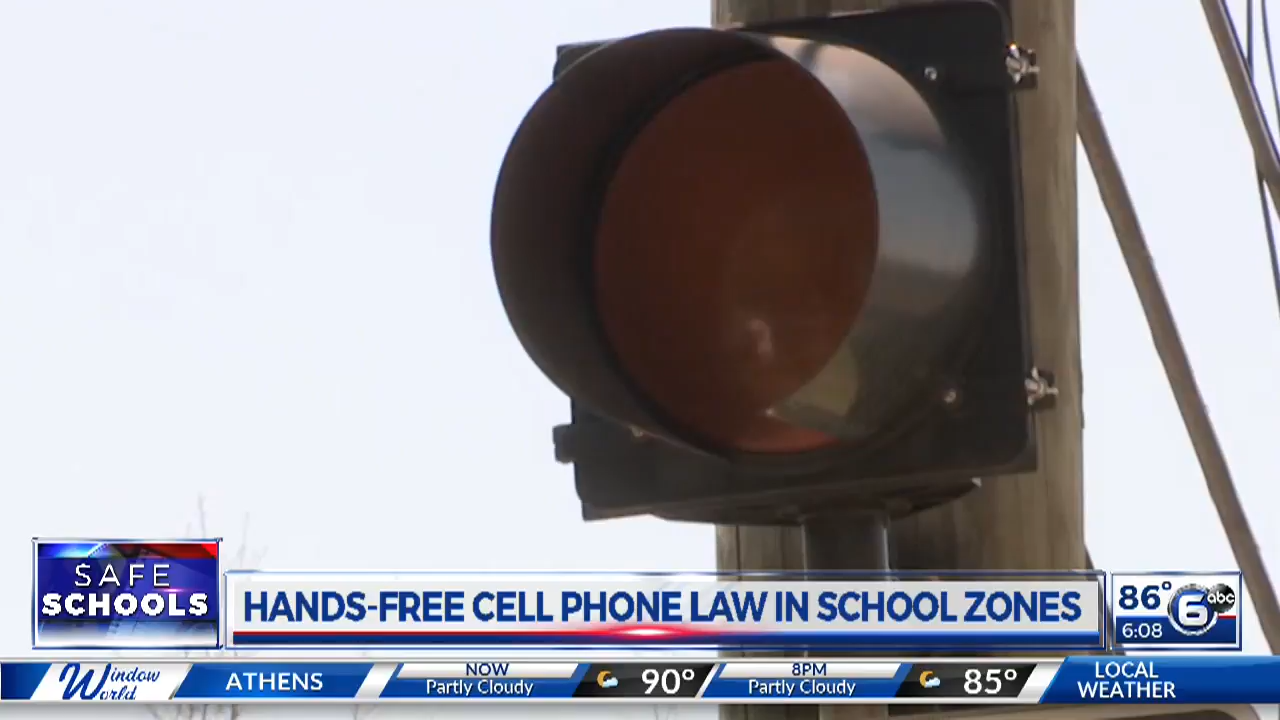 SAFE
SCHOOLS
HANDS-FREE CELL PHONE LAW IN SCHOOL ZONES
86°
6 abc
6:08
Window
World
ATHENS
NOW
Partly Cloudy
90°
8PM
Partly Cloudy
85°
LOCAL
WEATHER